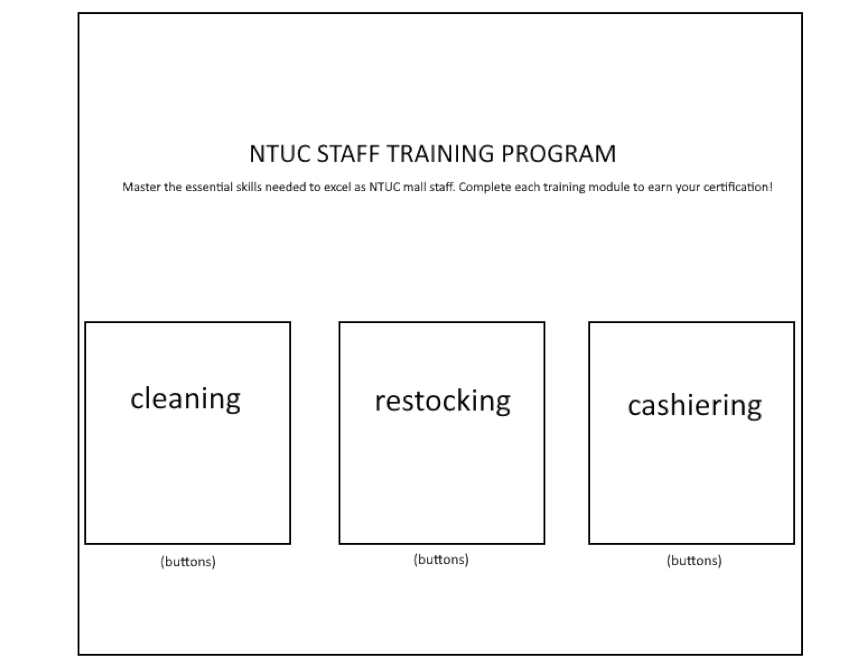 NTUC STAFF TRAINING PROGRAM
Master the essential skills needed to excel as NTUC mall staff. Complete each training module to earn your certification!
cleaning
restocking
cashiering
(buttons)
(buttons)
(buttons)